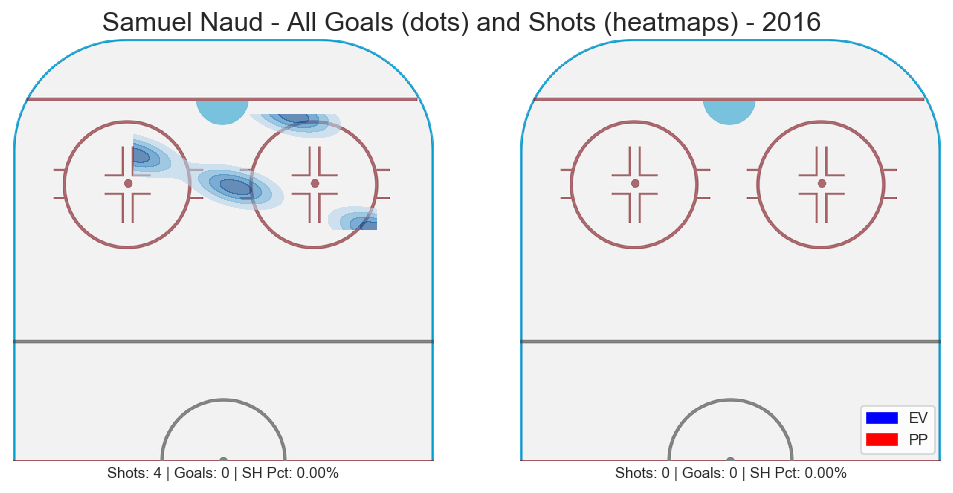 Samuel Naud - All Goals (dots) and Shots (heatmaps) - 2016
EV
PP
Shots: 4 | Goals: 0 | SH Pct: 0.00%
Shots: 0 | Goals: 0 | SH Pct: 0.00%